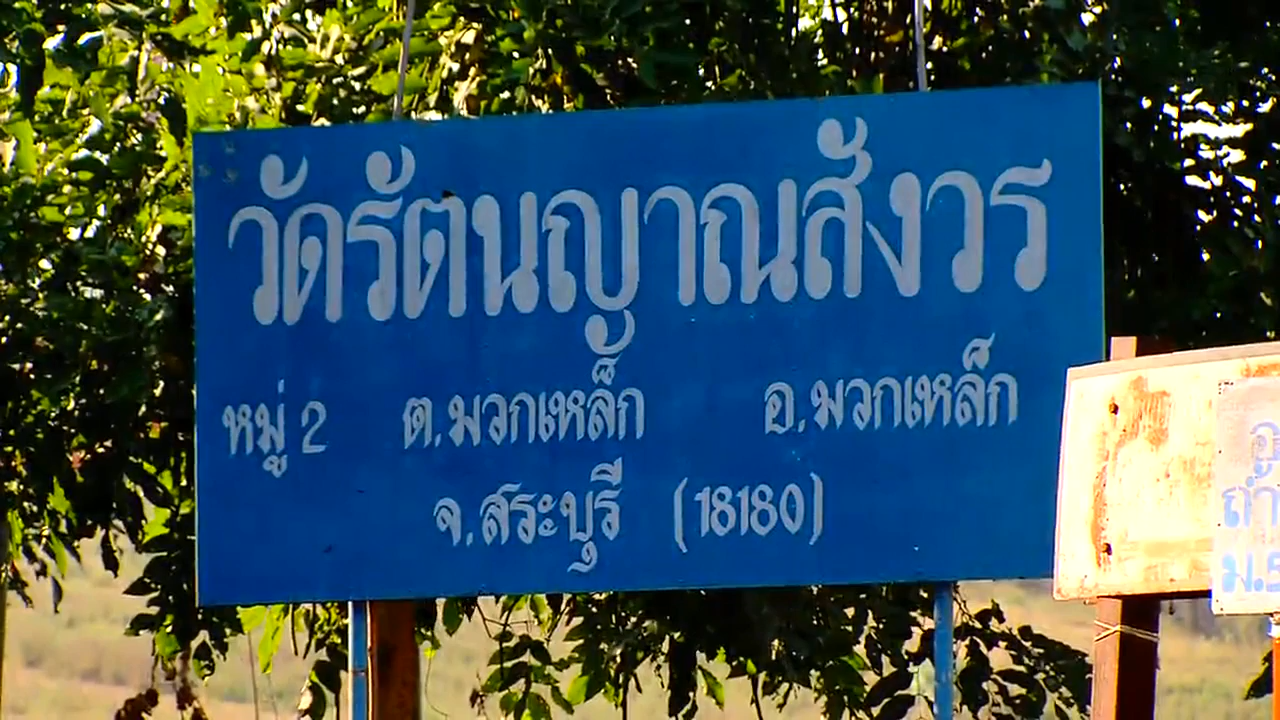 วัดรัตนญาณสังวร
หมู่ 2 ต.มวกเหล็ก อ.มวกเหล็ก
จ.สระบุรี (18180)